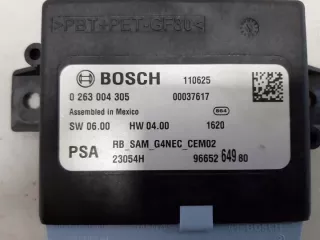 >PBT+PET-GF30<
BOSCH 110625
0 263 004 305 00037617
Assembled in Mexico 664
SW 06.00 HW 04.00 1620
PSA RB_SAM_G4NEC_CEM02
23054H 96652 649 80